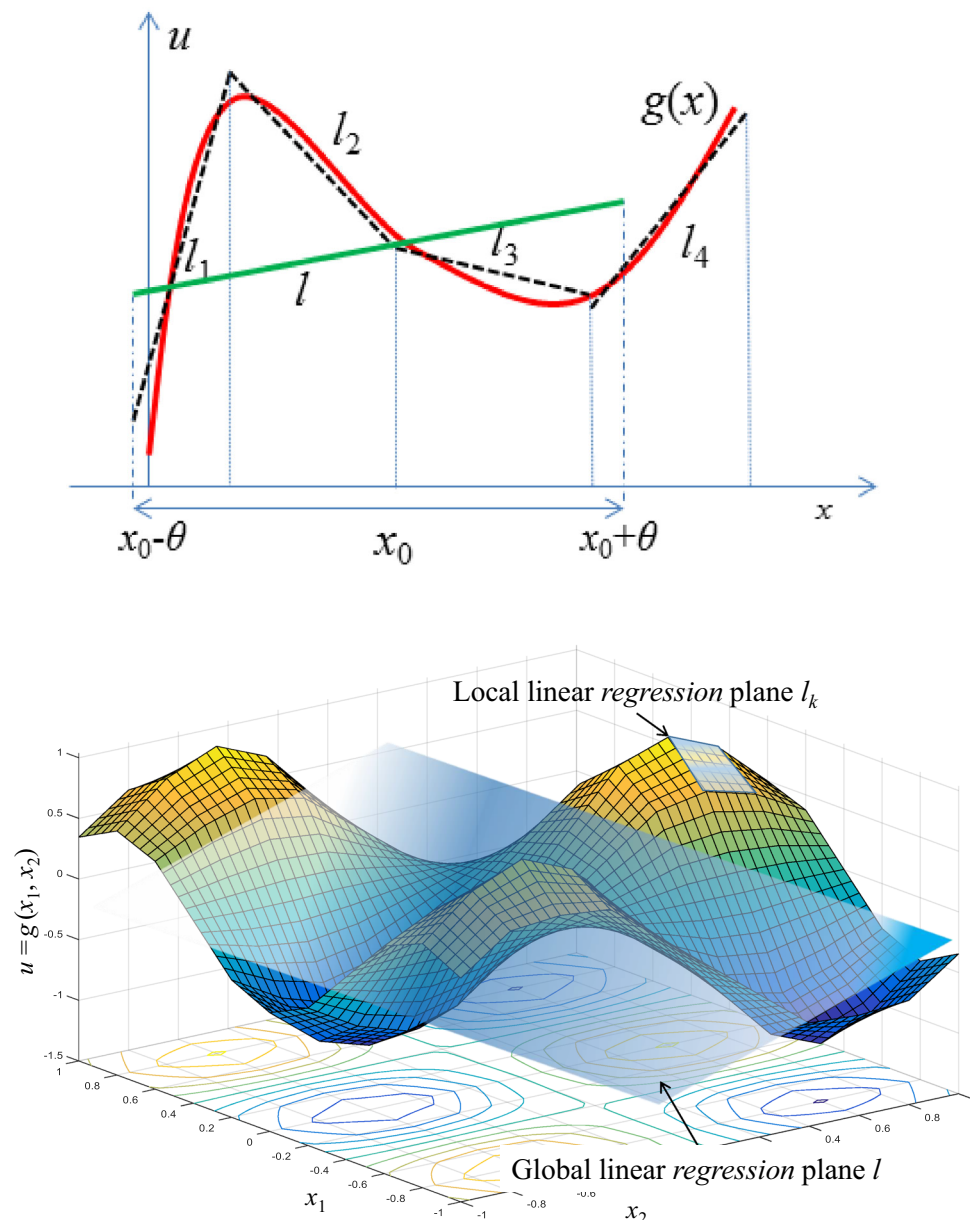 u
g(x)
l₂
l₁
l₃
l₄
l
x
x₀-θ
x₀
x₀+θ
Local linear regression plane lₖ
1
0.5
0
-0.5
-1
-1.5
u = g(x₁, x₂)
1
0.8
0.6
0.4
0.2
0
-0.2
-0.4
-0.6
-0.8
-1
x₁
-1
-0.8
-0.6
0.4
0.6
0.8
Global linear regression plane l
x₂